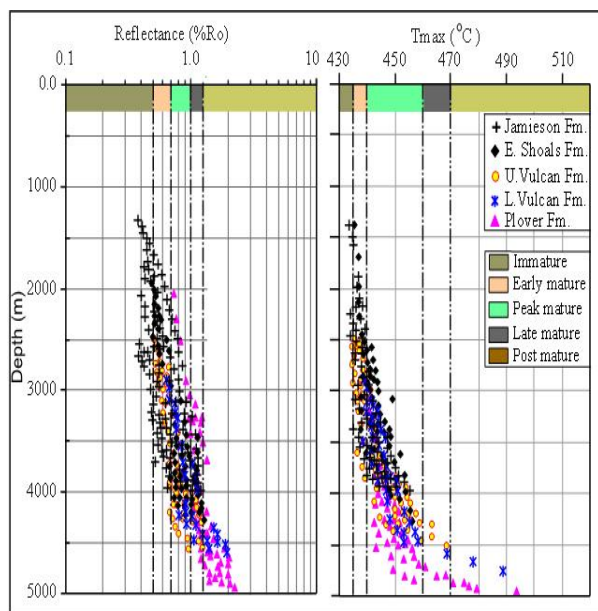 Reflectance (%Ro)
Tmax (°C)
0.1 1.0 10
430 450 470 490
0.0
1000
2000
3000
4000
5000
Depth (m)
Jamieson Fm.
E. Shoals Fm.
U.Vulcan Fm.
L.Vulcan Fm.
Plover Fm.
Immature
Early mature
Peak mature
Late mature
Post mature